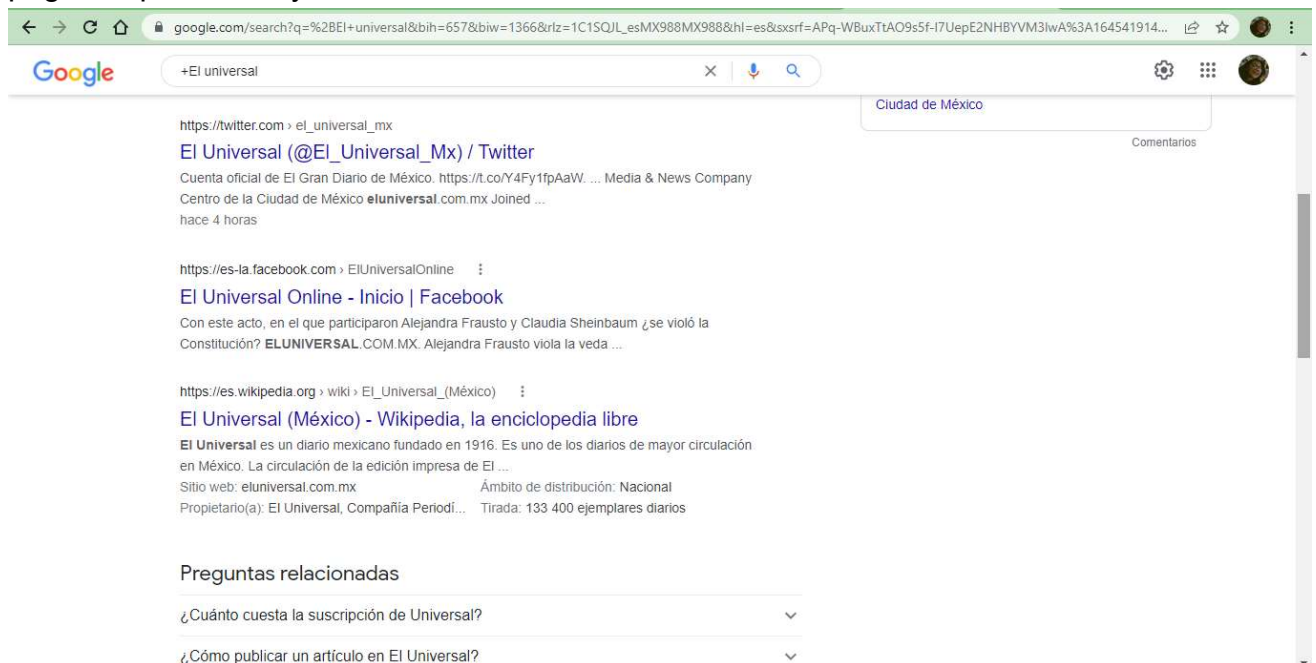 google.com/search?q=%2BEl+universal&bih=657&biw=1366&rlz=1C1SQJL_esMX988MX988&hl=es&sxsrf=APq-WBuxTtAO9s5f-I7UepE2NHBYVM3IwA%3A164541914...
Google
+El universal
Ciudad de México
Comentarios
https://twitter.com › el_universal_mx
El Universal (@El_Universal_Mx) / Twitter
Cuenta oficial de El Gran Diario de México. https://t.co/Y4Fy1fpAaW. ... Media & News Company
Centro de la Ciudad de México eluniversal.com.mx Joined ...
hace 4 horas
https://es-la.facebook.com › ElUniversalOnline
El Universal Online - Inicio | Facebook
Con este acto, en el que participaron Alejandra Frausto y Claudia Sheinbaum ¿se violó la
Constitución? ELUNIVERSAL.COM.MX. Alejandra Frausto viola la veda ...
https://es.wikipedia.org › wiki › El_Universal_(México)
El Universal (México) - Wikipedia, la enciclopedia libre
El Universal es un diario mexicano fundado en 1916. Es uno de los diarios de mayor circulación
en México. La circulación de la edición impresa de El ...
Sitio web: eluniversal.com.mx Ámbito de distribución: Nacional
Propietario(a): El Universal, Compañía Periodí... Tirada: 133 400 ejemplares diarios
Preguntas relacionadas
¿Cuánto cuesta la suscripción de Universal?
¿Cómo publicar un artículo en El Universal?